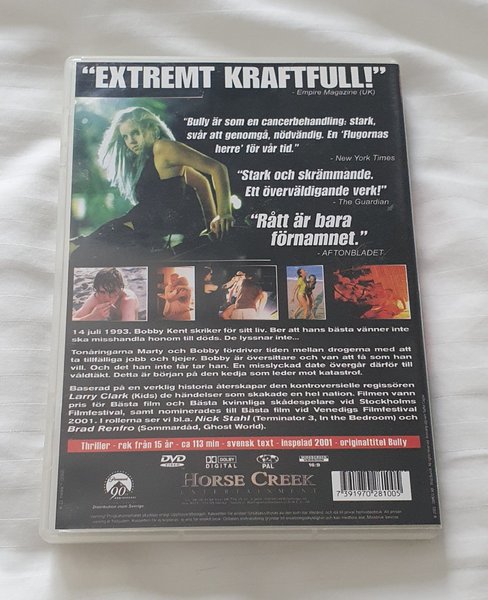 “EXTREMT KRAFTFULL!”
- Empire Magazine (UK)
“Bully är som en cancerbehandling: stark,
svår att genomgå, nödvändig. En ’Flugornas
herre’ för vår tid.”
- New York Times
“Stark och skrämmande.
Ett överväldigande verk!”
- The Guardian
“Rått är bara
förnamnet.”
- AFTONBLADET
14 juli 1993. Bobby Kent skriker för sitt liv. Ber att hans bästa vänner inte
ska misshandla honom till döds. De lyssnar inte...
Tonåringarna Marty och Bobby fördriver tiden mellan drogerna med att
ta tillfälliga jobb och tjejer. Bobby är översittare och van att få som han
vill. Och det han inte får tar han. En misslyckad date övergår därför till
våldtäkt. Detta är början på den kedja som leder mot katastrof.
Baserad på en verklig historia återskapar den kontroversielle regissören
Larry Clark (Kids) de händelser som skakade en hel nation. Filmen vann
pris för Bästa film och Bästa kvinnliga skådespelare vid Stockholms
Filmfestival, samt nominerades till Bästa film vid Venedigs Filmfestival
2001. I rollerna ser vi bl.a. Nick Stahl (Terminator 3, In the Bedroom) och
Brad Renfro (Sommardåd, Ghost World).
Thriller - rek från 15 år - ca 113 min - svensk text - Inspelad 2001 - originaltitel Bully
Paramount
90
DVD
VIDEO
DOLBY
DIGITAL
PAL
16:9
HORSE CREEK
ENTERTAINMENT
7 391970 281005